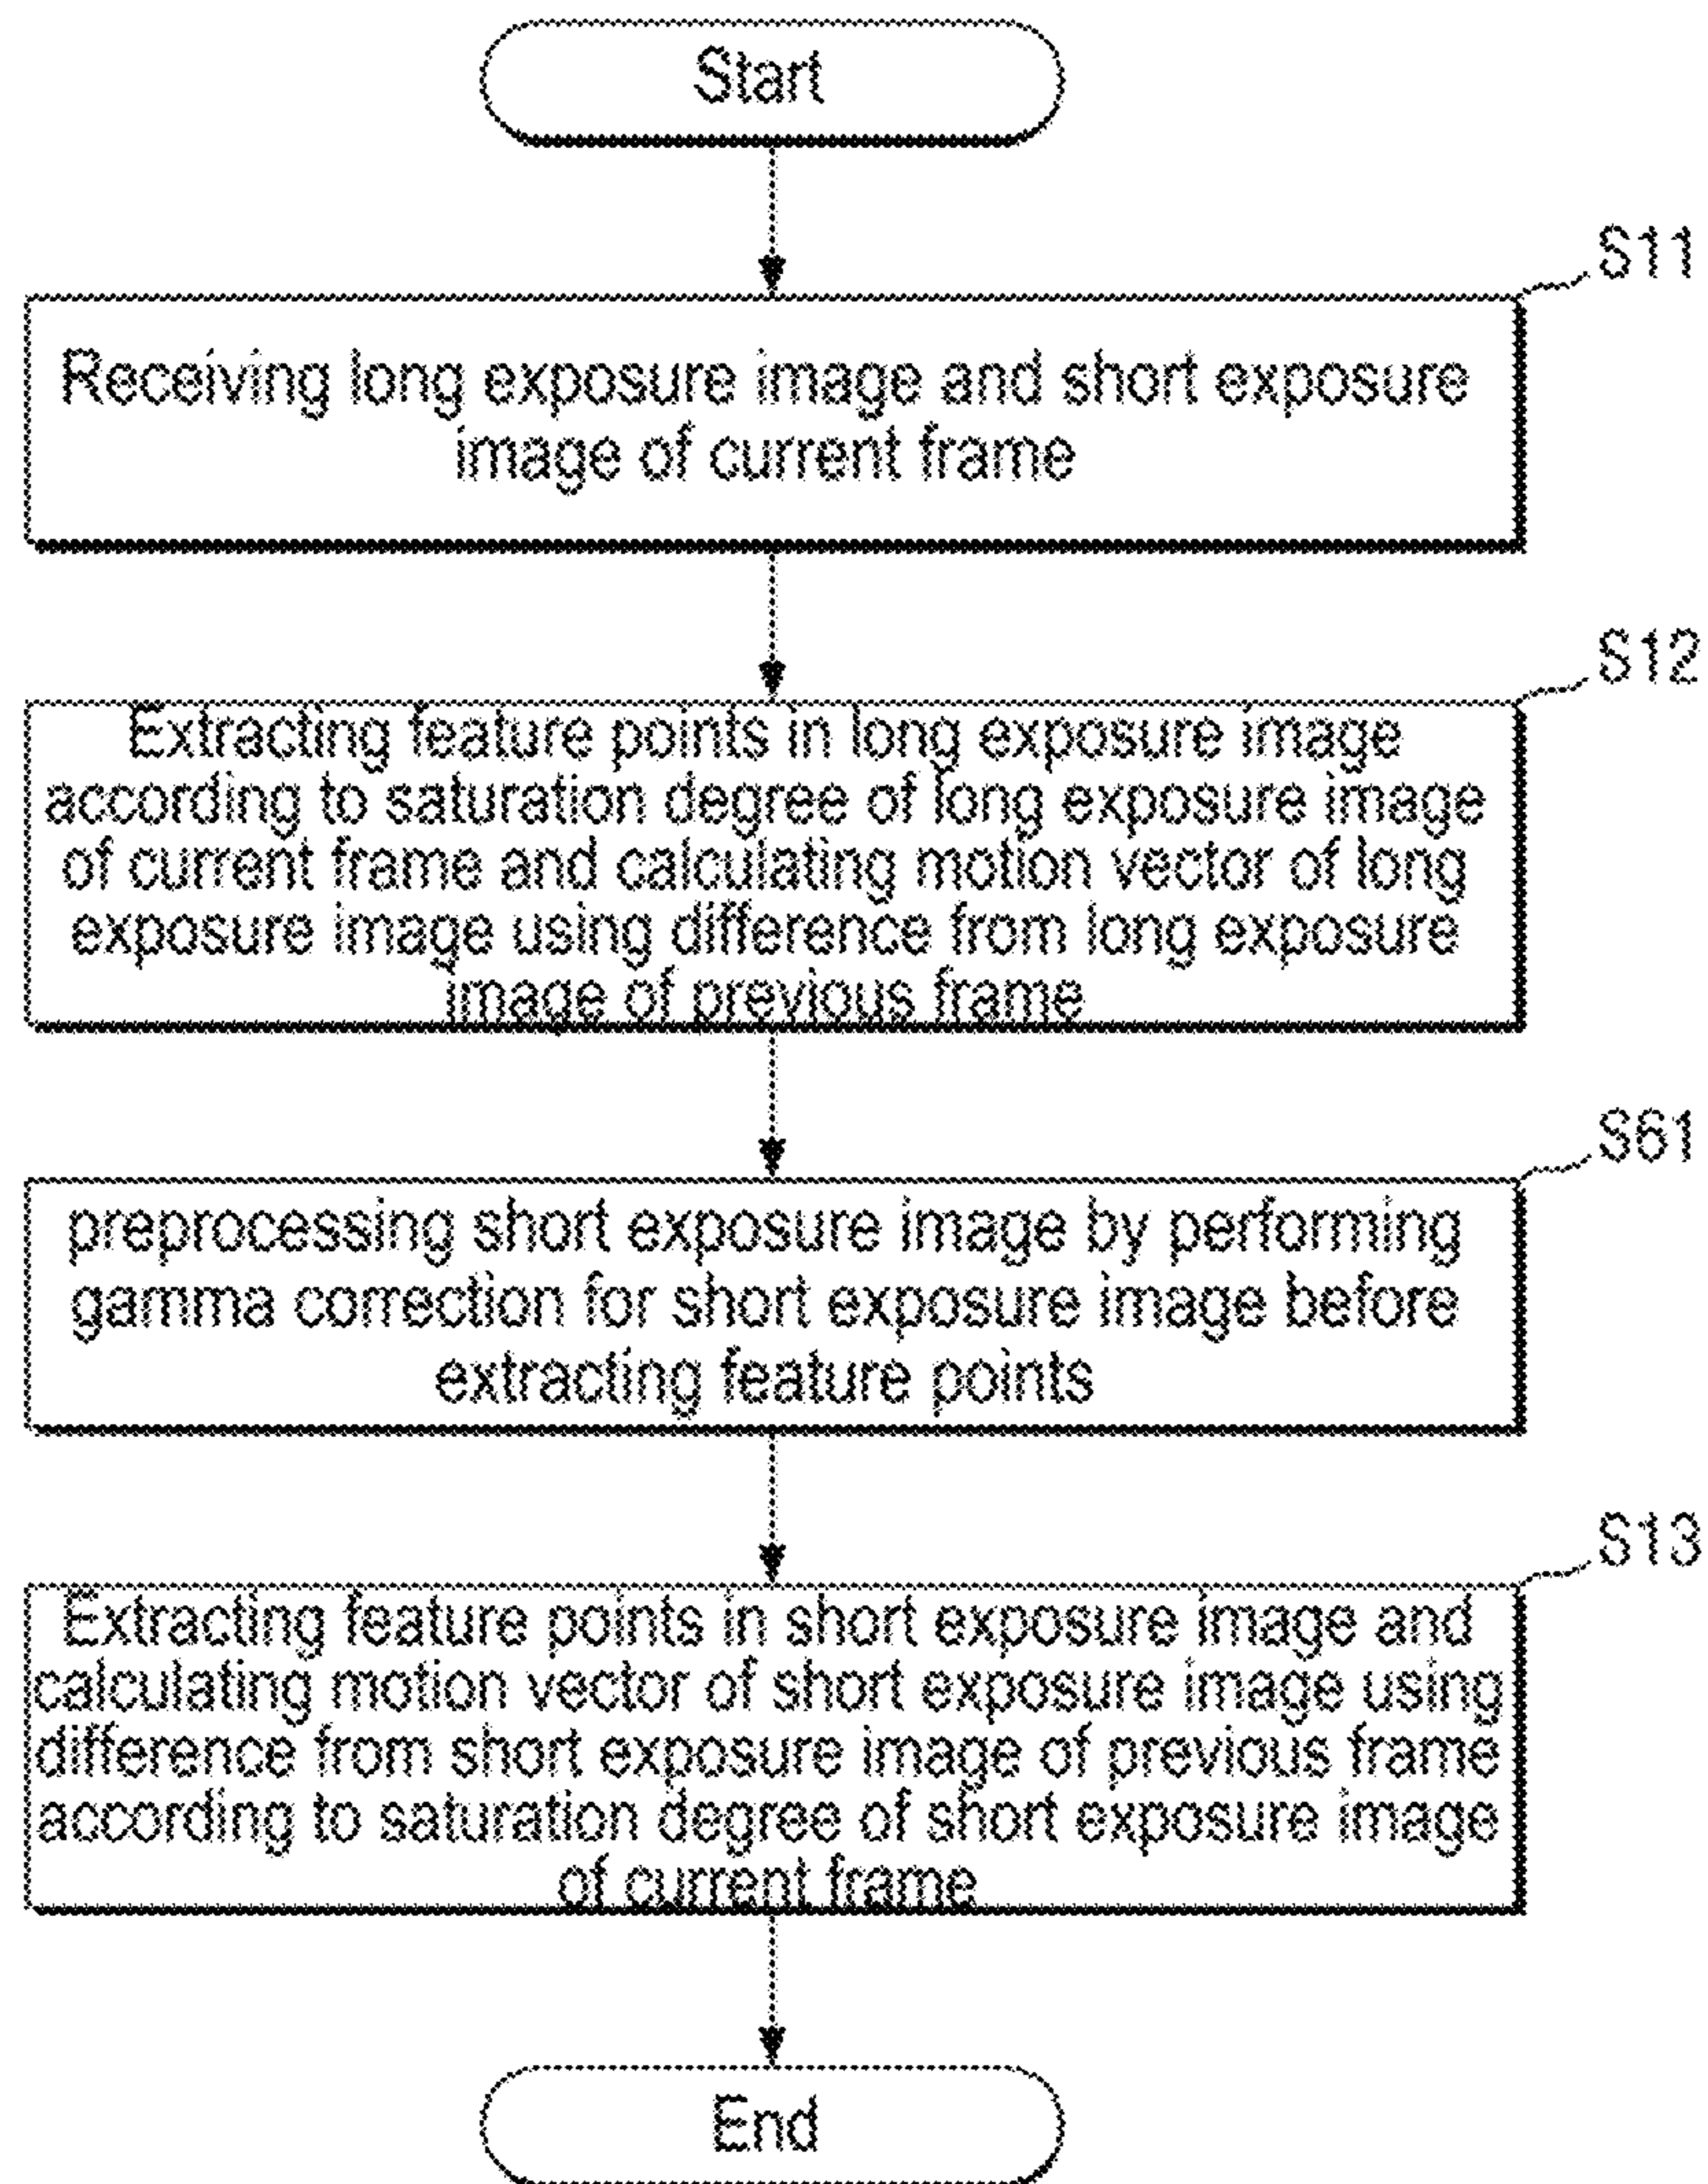 Start
S11
Receiving long exposure image and short exposure
image of current frame
S12
Extracting feature points in long exposure image
according to saturation degree of long exposure image
of current frame and calculating motion vector of long
exposure image using difference from long exposure
image of previous frame
S61
preprocessing short exposure image by performing
gamma correction for short exposure image before
extracting feature points
S13
Extracting feature points in short exposure image and
calculating motion vector of short exposure image using
difference from short exposure image of previous frame
according to saturation degree of short exposure image
of current frame
End